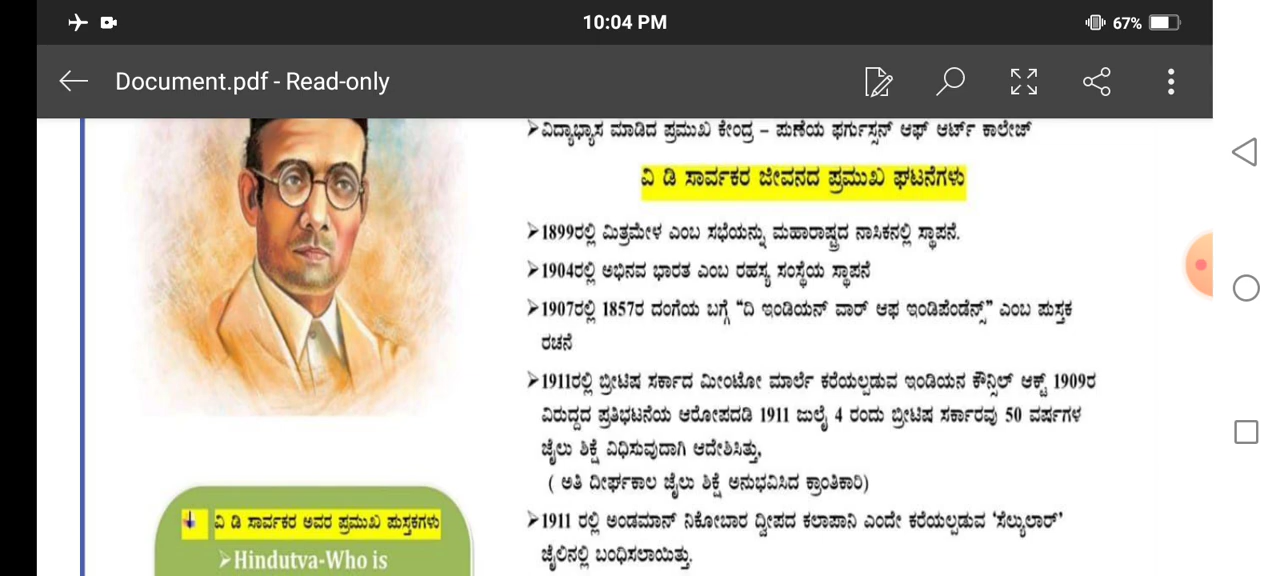 10:04 PM
67%
Document.pdf - Read-only
➢ವಿದ್ಯಾಭ್ಯಾಸ ಮಾಡಿದ ಪ್ರಮುಖ ಕೇಂದ್ರ – ಪುಣೆಯ ಫರ್ಗುಸ್ಸನ್ ಆಫ್ ಆರ್ಟ್ ಕಾಲೇಜ್
ವಿ ಡಿ ಸಾರ್ವಕರ ಜೀವನದ ಪ್ರಮುಖ ಘಟನೆಗಳು
➢1899ರಲ್ಲಿ ಮಿತ್ರಮೇಳ ಎಂಬ ಸಭೆಯನ್ನು ಮಹಾರಾಷ್ಟ್ರದ ನಾಸಿಕನಲ್ಲಿ ಸ್ಥಾಪನೆ.
➢1904ರಲ್ಲಿ ಅಭಿನವ ಭಾರತ ಎಂಬ ರಹಸ್ಯ ಸಂಸ್ಥೆಯ ಸ್ಥಾಪನೆ
➢1907ರಲ್ಲಿ 1857ರ ದಂಗೆಯ ಬಗ್ಗೆ “ದಿ ಇಂಡಿಯನ್ ವಾರ್ ಆಫ ಇಂಡಿಪೆಂಡೆನ್ಸ್” ಎಂಬ ಪುಸ್ತಕ
ರಚನೆ
➢1911ರಲ್ಲಿ ಬ್ರೀಟಿಷ ಸರ್ಕಾದ ಮೀಂಟೋ ಮಾರ್ಲೆ ಕರೆಯಲ್ಪಡುವ ಇಂಡಿಯನ ಕೌನ್ಸಿಲ್ ಆಕ್ಟ್ 1909ರ
ವಿರುದ್ದದ ಪ್ರತಿಭಟನೆಯ ಆರೋಪದಡಿ 1911 ಜುಲೈ 4 ರಂದು ಬ್ರೀಟಿಷ ಸರ್ಕಾರವು 50 ವರ್ಷಗಳ
ಜೈಲು ಶಿಕ್ಷೆ ವಿಧಿಸುವುದಾಗಿ ಆದೇಶಿಸಿತ್ತು,
( ಅತಿ ದೀರ್ಘಕಾಲ ಜೈಲು ಶಿಕ್ಷೆ ಅನುಭವಿಸಿದ ಕ್ರಾಂತಿಕಾರಿ)
➢1911 ರಲ್ಲಿ ಅಂಡಮಾನ್ ನಿಕೋಬಾರ ದ್ವೀಪದ ಕಲಾಪಾನಿ ಎಂದೇ ಕರೆಯಲ್ಪಡುವ ‘ಸೆಲ್ಯುಲಾರ್’
ಜೈಲಿನಲ್ಲಿ ಬಂಧಿಸಲಾಯಿತ್ತು.
ವಿ ಡಿ ಸಾರ್ವಕರ ಅವರ ಪ್ರಮುಖ ಪುಸ್ತಕಗಳು
➢Hindutva-Who is